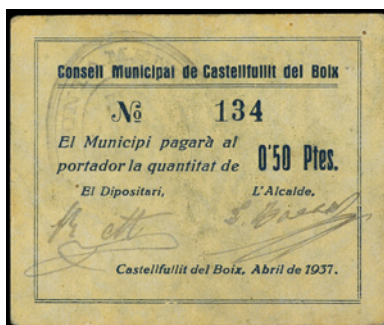 Consell Municipal de Castellfullit del Boix
Nº 134
El Municipi pagarà al
portador la quantitat de 0'50 Ptes.
El Dipositari, L'Alcalde,
Castellfullit del Boix, Abril de 1937.